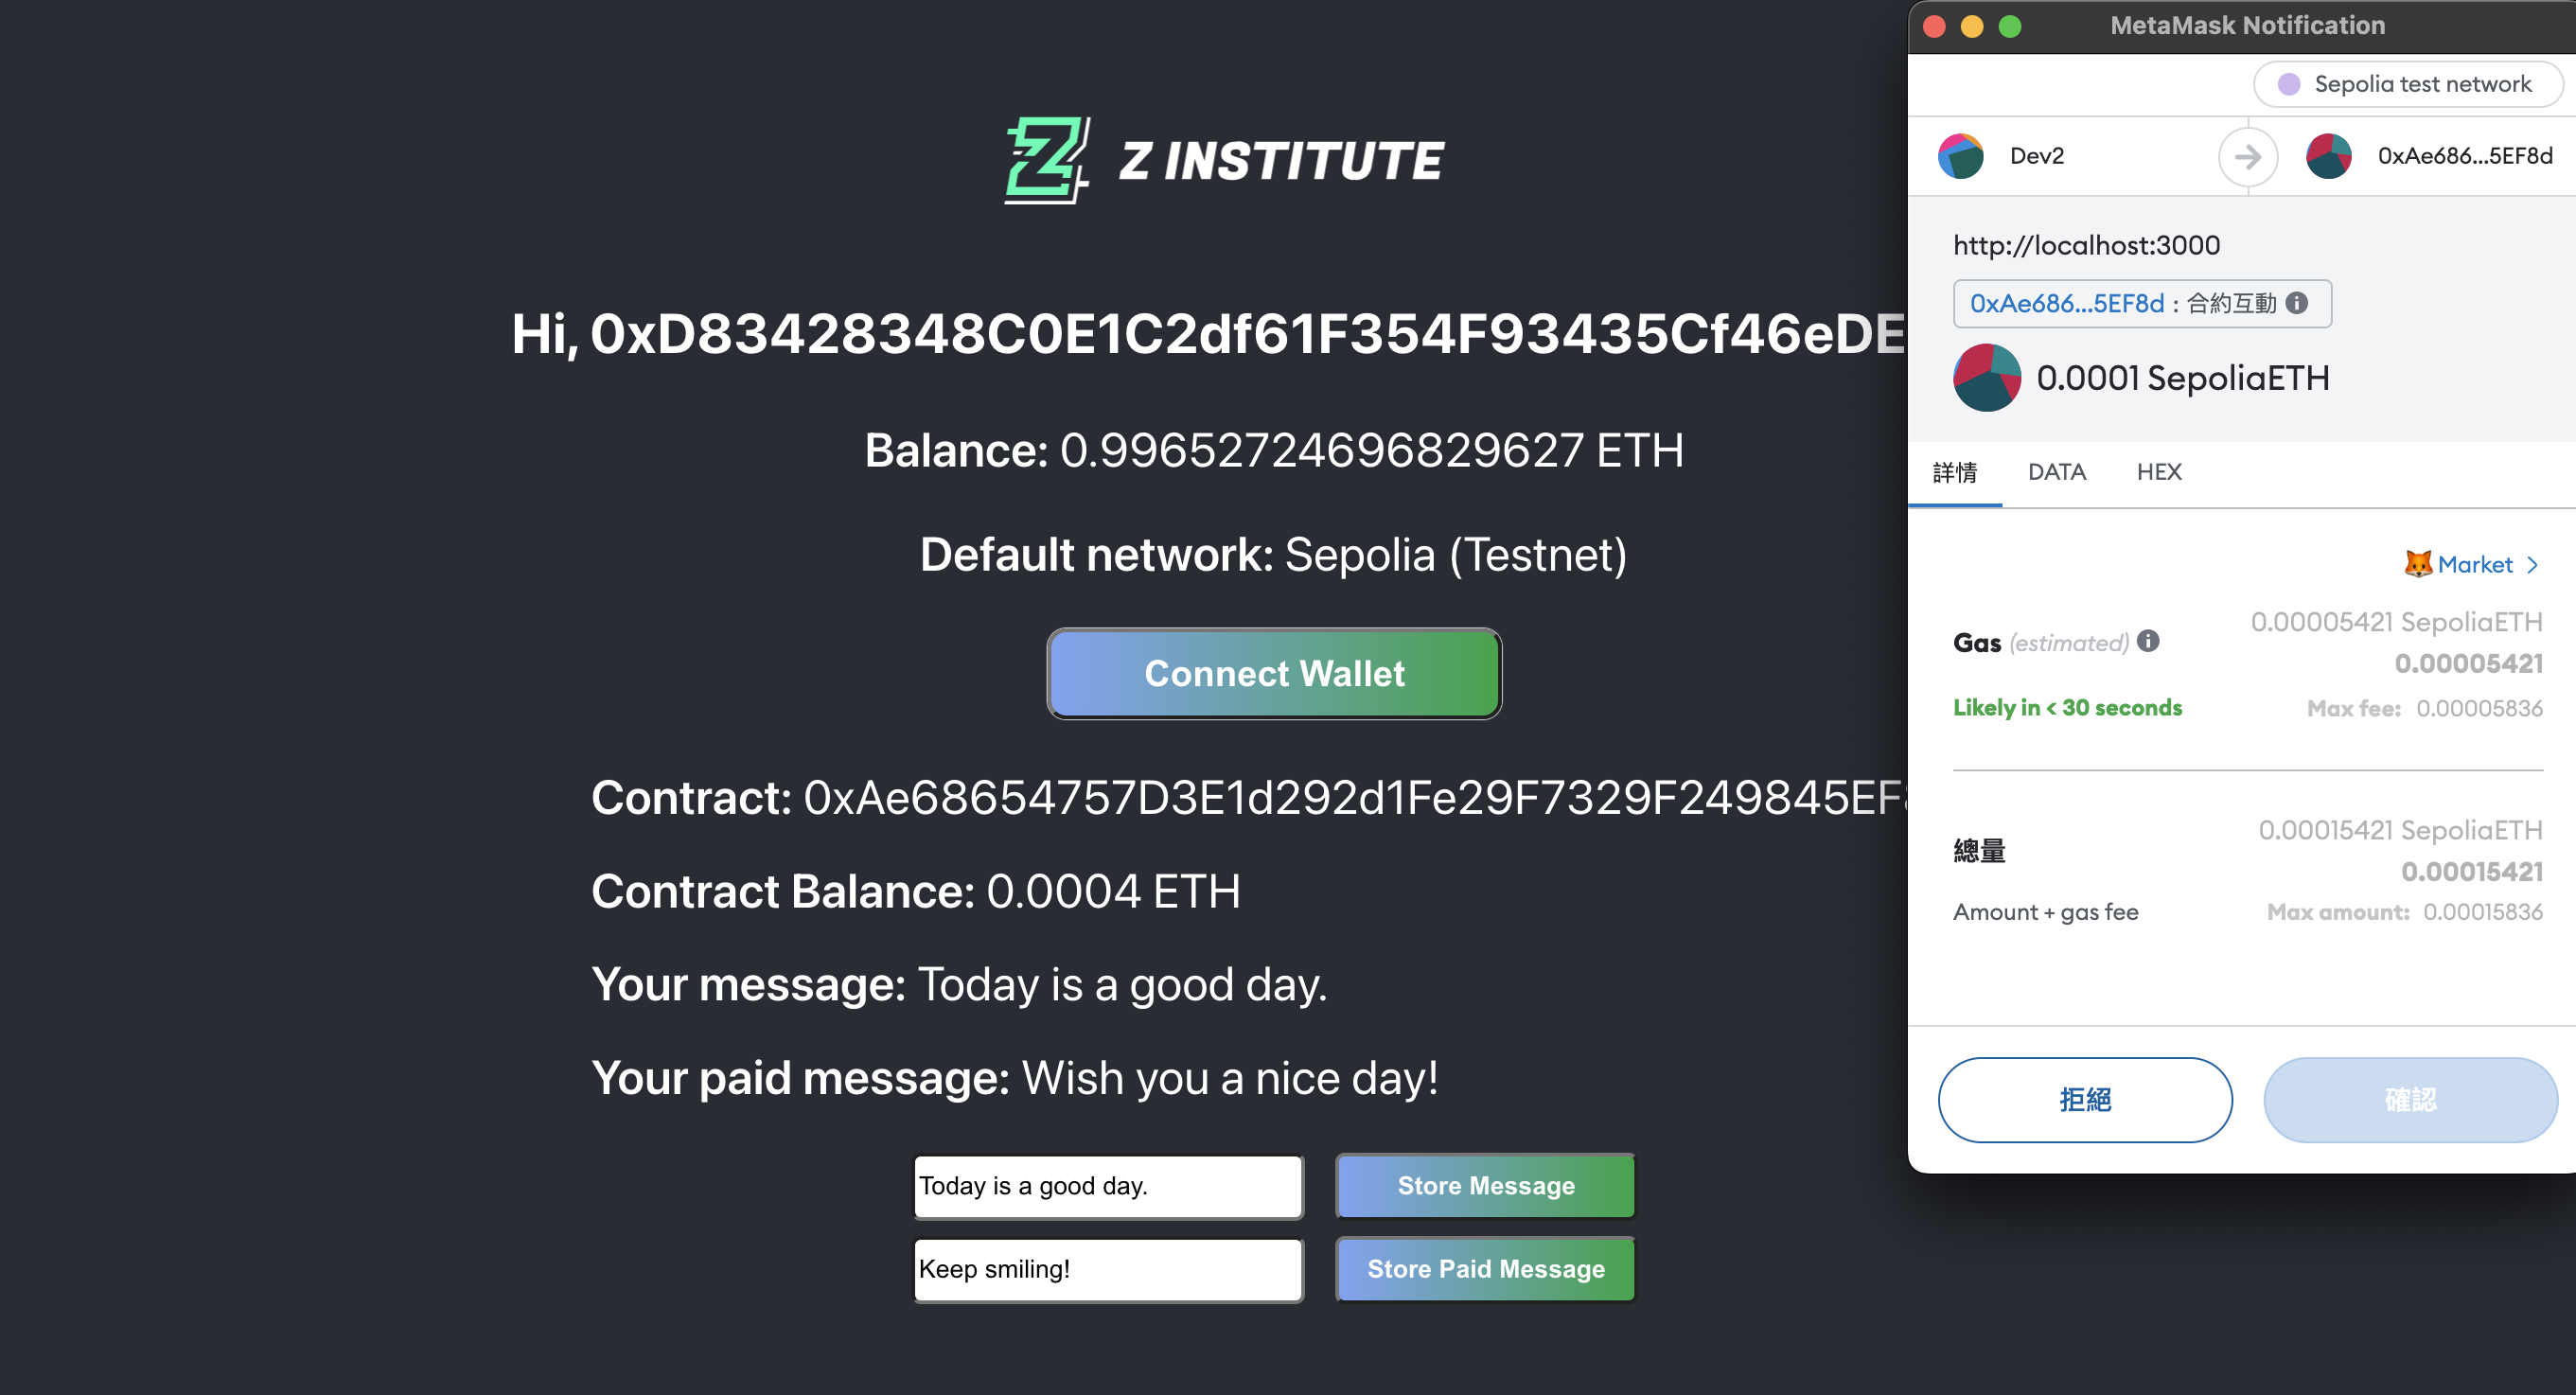 Z INSTITUTE
Hi, 0xD83428348C0E1C2df61F354F93435Cf46eDE
Balance: 0.99652724696829627 ETH
Default network: Sepolia (Testnet)
Connect Wallet
Contract: 0xAe68654757D3E1d292d1Fe29F7329F249845EF
Contract Balance: 0.0004 ETH
Your message: Today is a good day.
Your paid message: Wish you a nice day!
Today is a good day.
Store Message
Keep smiling!
Store Paid Message
MetaMask Notification
Sepolia test network
Dev2
0xAe686...5EF8d
http://localhost:3000
0xAe686...5EF8d : 合約互動
0.0001 SepoliaETH
詳情 DATA HEX
Market >
Gas (estimated)
0.00005421 SepoliaETH
0.00005421
Likely in < 30 seconds
Max fee: 0.00005836
總量
0.00015421 SepoliaETH
0.00015421
Amount + gas fee
Max amount: 0.00015836
拒絕
確認